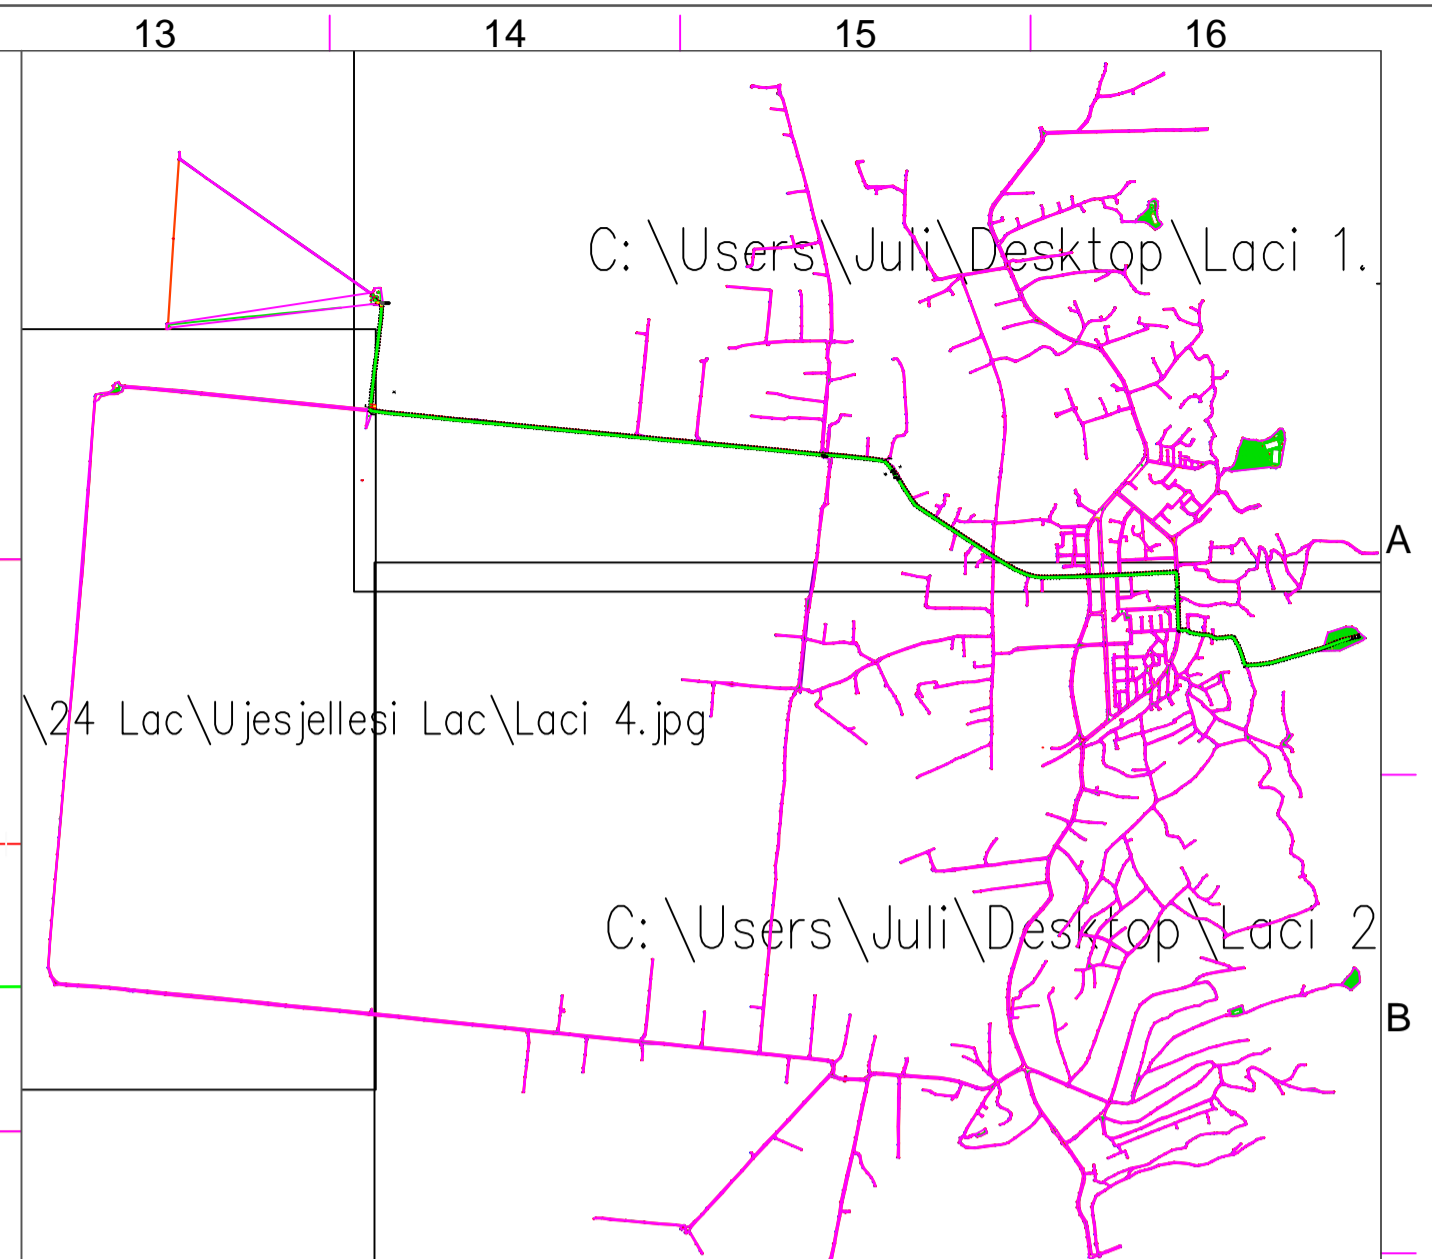 13 14 15 16
C:\Users\Juli\Desktop\Laci 1.
A
\24 Lac\Ujesjellesi Lac\Laci 4.jpg
C:\Users\Juli\Desktop\Laci 2
B